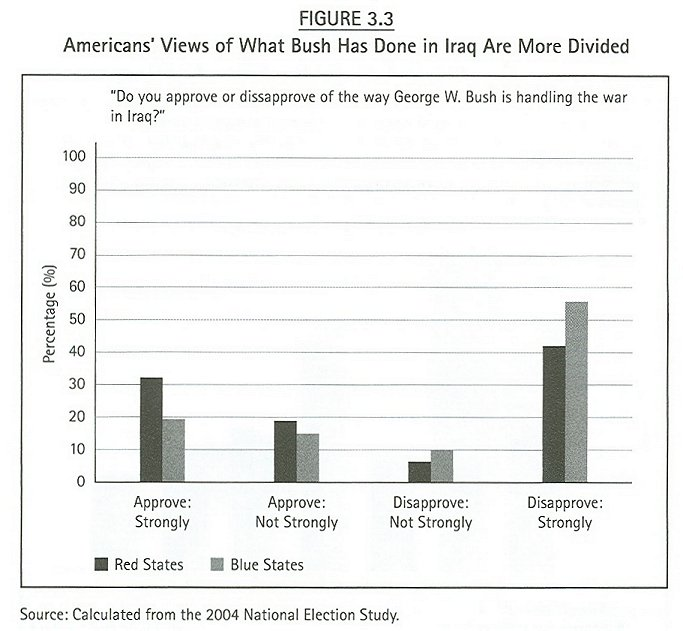 FIGURE 3.3
Americans' Views of What Bush Has Done in Iraq Are More Divided
"Do you approve or dissapprove of the way George W. Bush is handling the war
in Iraq?"
100
90
80
70
60
50
40
30
20
10
0
Percentage (%)
Approve:
Strongly
Approve:
Not Strongly
Disapprove:
Not Strongly
Disapprove:
Strongly
Red States
Blue States
Source: Calculated from the 2004 National Election Study.